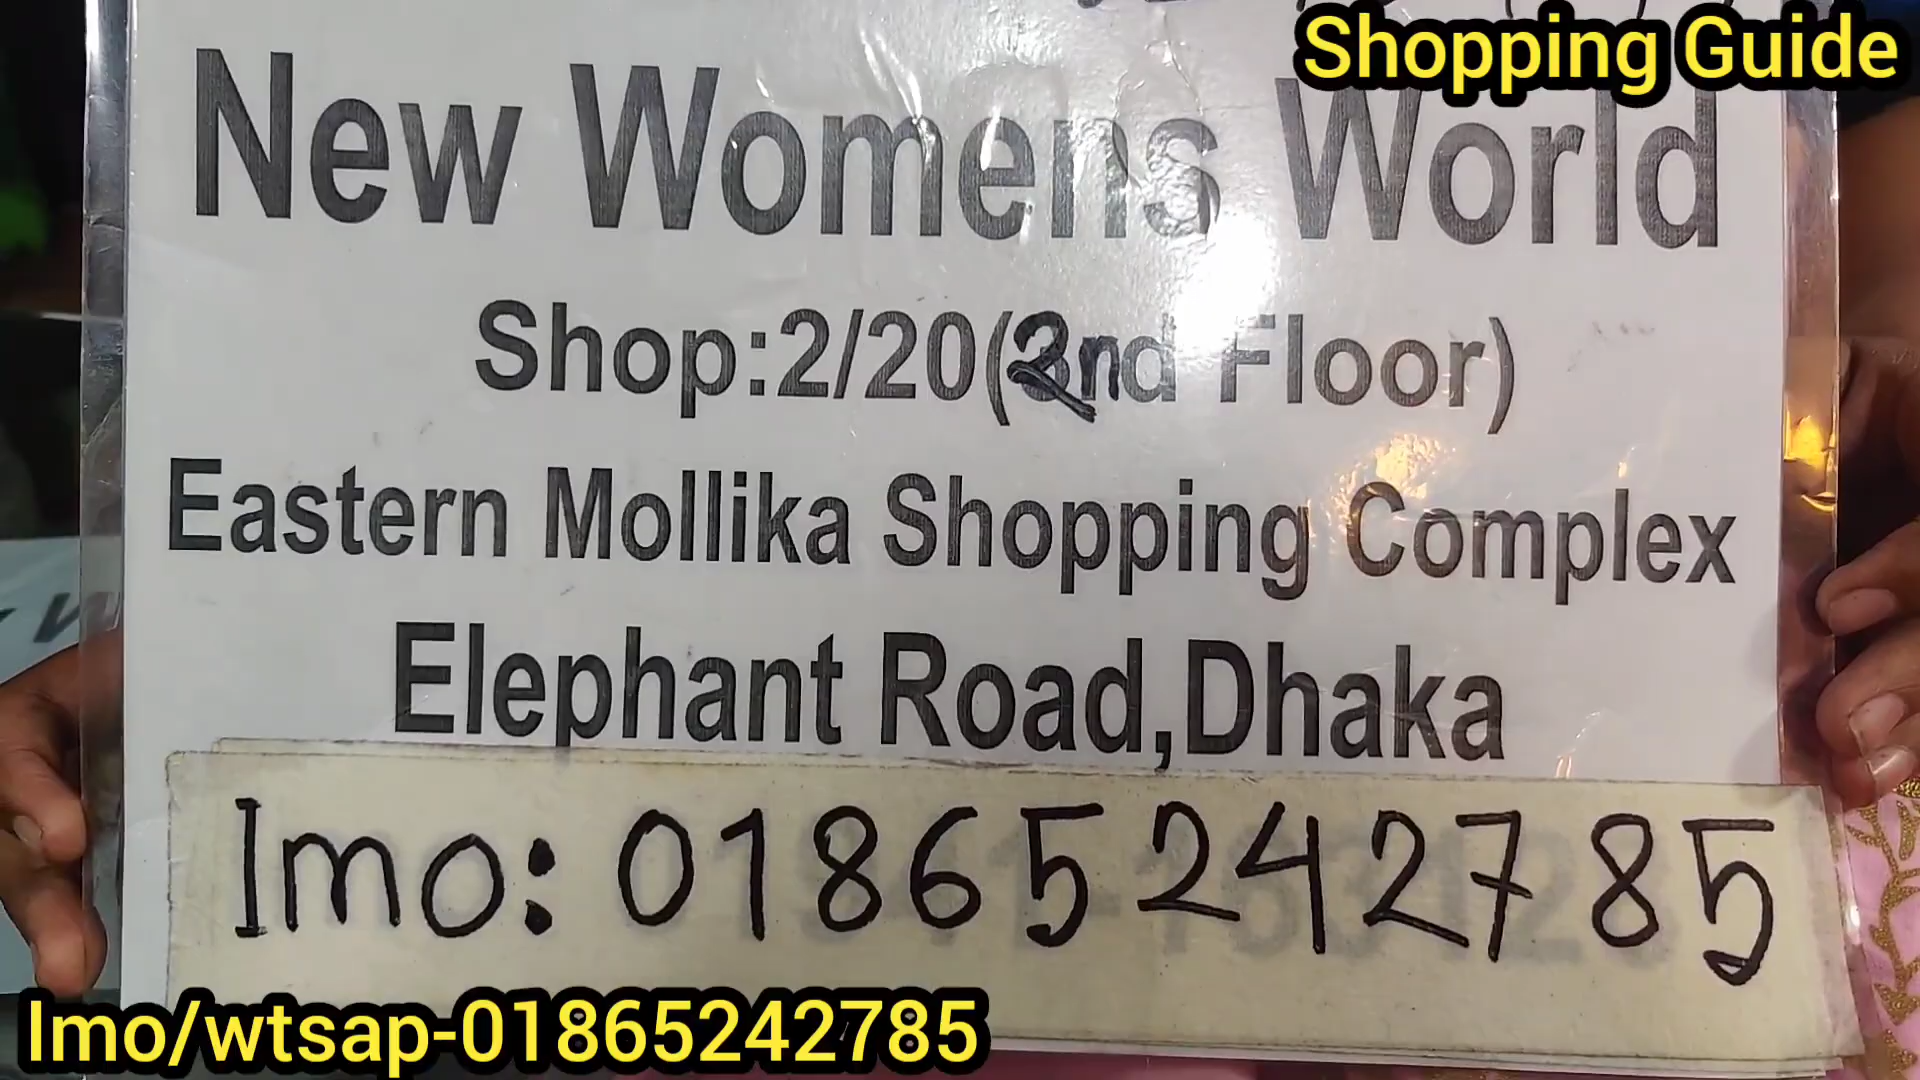 Shopping Guide
New Womens World
Shop:2/20(2nd Floor)
Eastern Mollika Shopping Complex
Elephant Road,Dhaka
Imo: 01865242785
Imo/wtsap-01865242785